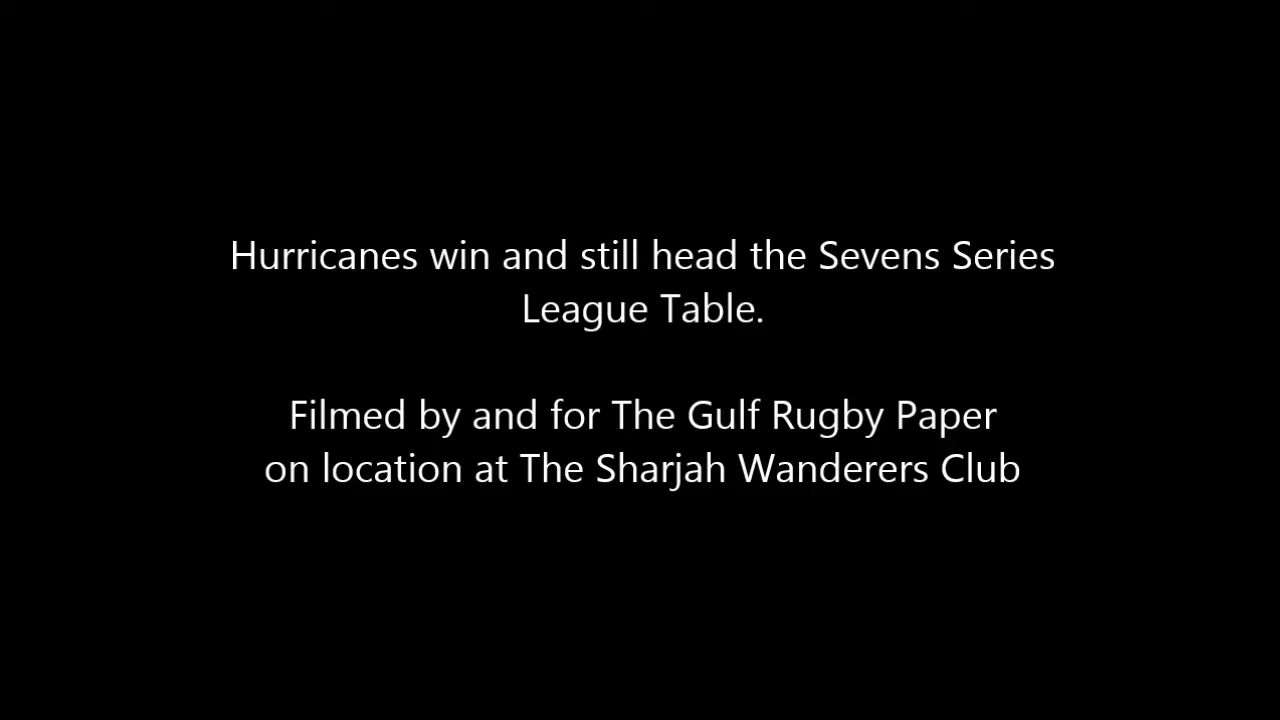 Hurricanes win and still head the Sevens Series
League Table.
Filmed by and for The Gulf Rugby Paper
on location at The Sharjah Wanderers Club